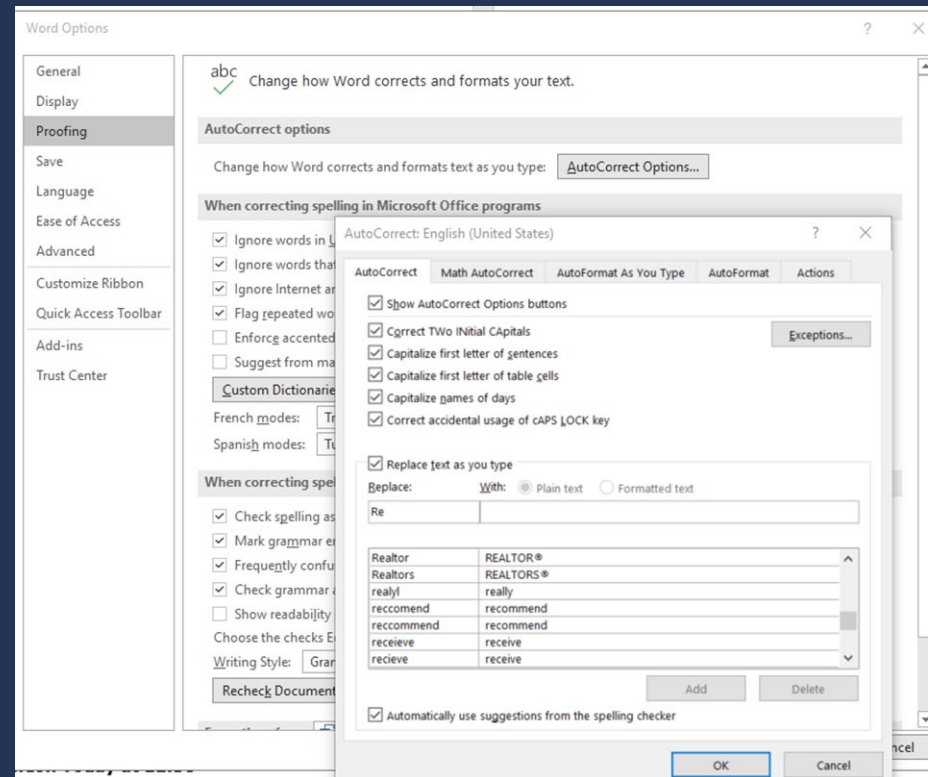 Word Options
?
General
Display
Proofing
Save
Language
Ease of Access
Advanced
Customize Ribbon
Quick Access Toolbar
Add-ins
Trust Center
abc
Change how Word corrects and formats your text.
AutoCorrect options
Change how Word corrects and formats text as you type:
AutoCorrect Options...
When correcting spelling in Microsoft Office programs
Ignore words in
Ignore words that
Ignore Internet
Flag repeated
Enforce accented
Suggest from
Custom Dictionarie
French modes:
Spanish modes:
When correcting
Check spelling as
Mark grammar
Frequently
Check grammar
Show readability
Choose the checks
Writing Style:
Recheck Document
AutoCorrect: English (United States)
?
AutoCorrect Math AutoCorrect AutoFormat As You Type AutoFormat Actions
Show AutoCorrect Options buttons
Correct TWo INitial CApitals
Exceptions...
Capitalize first letter of sentences
Capitalize first letter of table cells
Capitalize names of days
Correct accidental usage of cAPS LOCK key
Replace text as you type
Replace: With: Plain text Formatted text
Re
Realtor REALTOR®
Realtors REALTORS®
realyl really
reccomend recommend
reccommend recommend
receieve receive
recieve receive
Add Delete
Automatically use suggestions from the spelling checker
OK Cancel
ncel